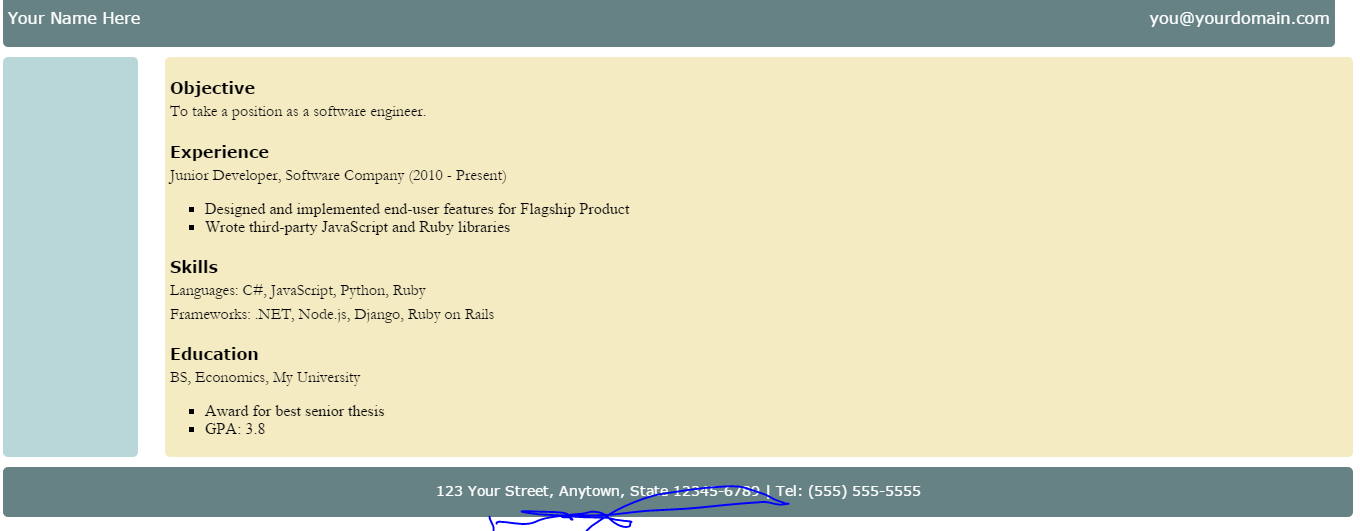 Your Name Here you@yourdomain.com
Objective
To take a position as a software engineer.
Experience
Junior Developer, Software Company (2010 - Present)
Designed and implemented end-user features for Flagship Product
Wrote third-party JavaScript and Ruby libraries
Skills
Languages: C#, JavaScript, Python, Ruby
Frameworks: .NET, Node.js, Django, Ruby on Rails
Education
BS, Economics, My University
Award for best senior thesis
GPA: 3.8
123 Your Street, Anytown, State 12345-6789 | Tel: (555) 555-5555